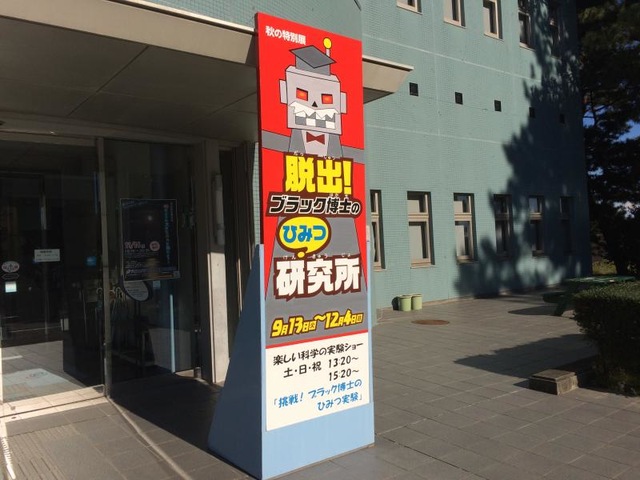 秋の特別展
脱出!
ブラック博士の
ひみつ
研究所
9月13日(火)〜12月4日(日)
楽しい科学の実験ショー
土・日・祝 13:20〜
15:20〜
「挑戦! ブラック博士の
ひみつ実験」